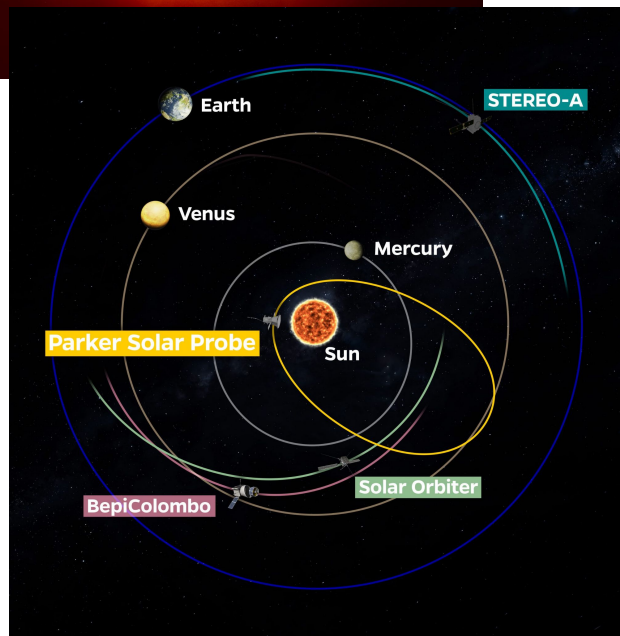 STEREO-A
Earth
Venus
Mercury
Parker Solar Probe
Sun
Solar Orbiter
BepiColombo